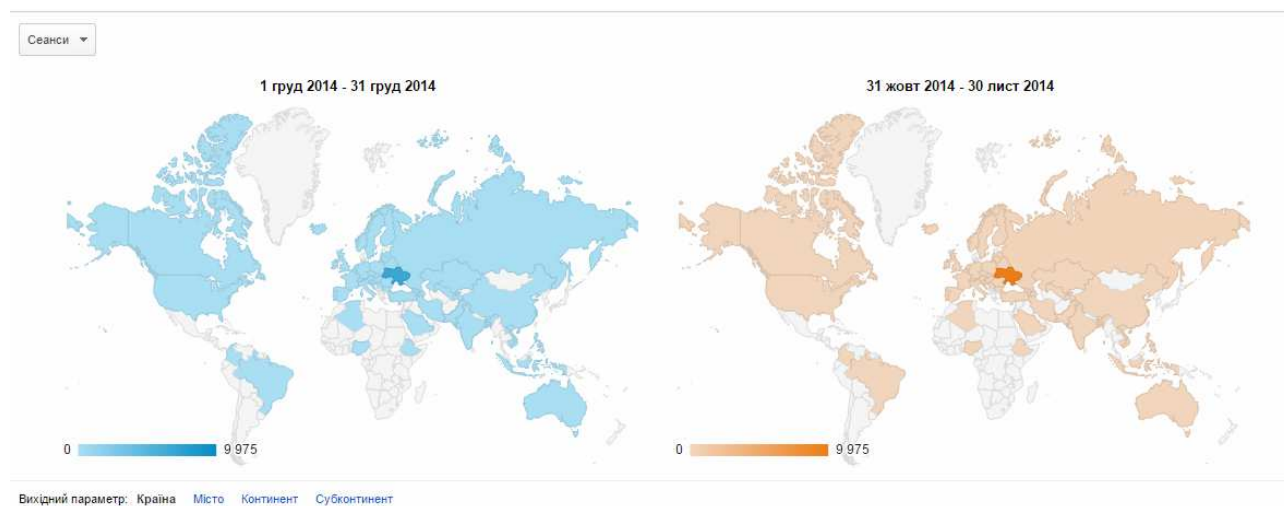 Сеанси
1 груд 2014 - 31 груд 2014
31 жовт 2014 - 30 лист 2014
0 9 975
0 9 975
Вихідний параметр: Країна Місто Континент Субконтинент